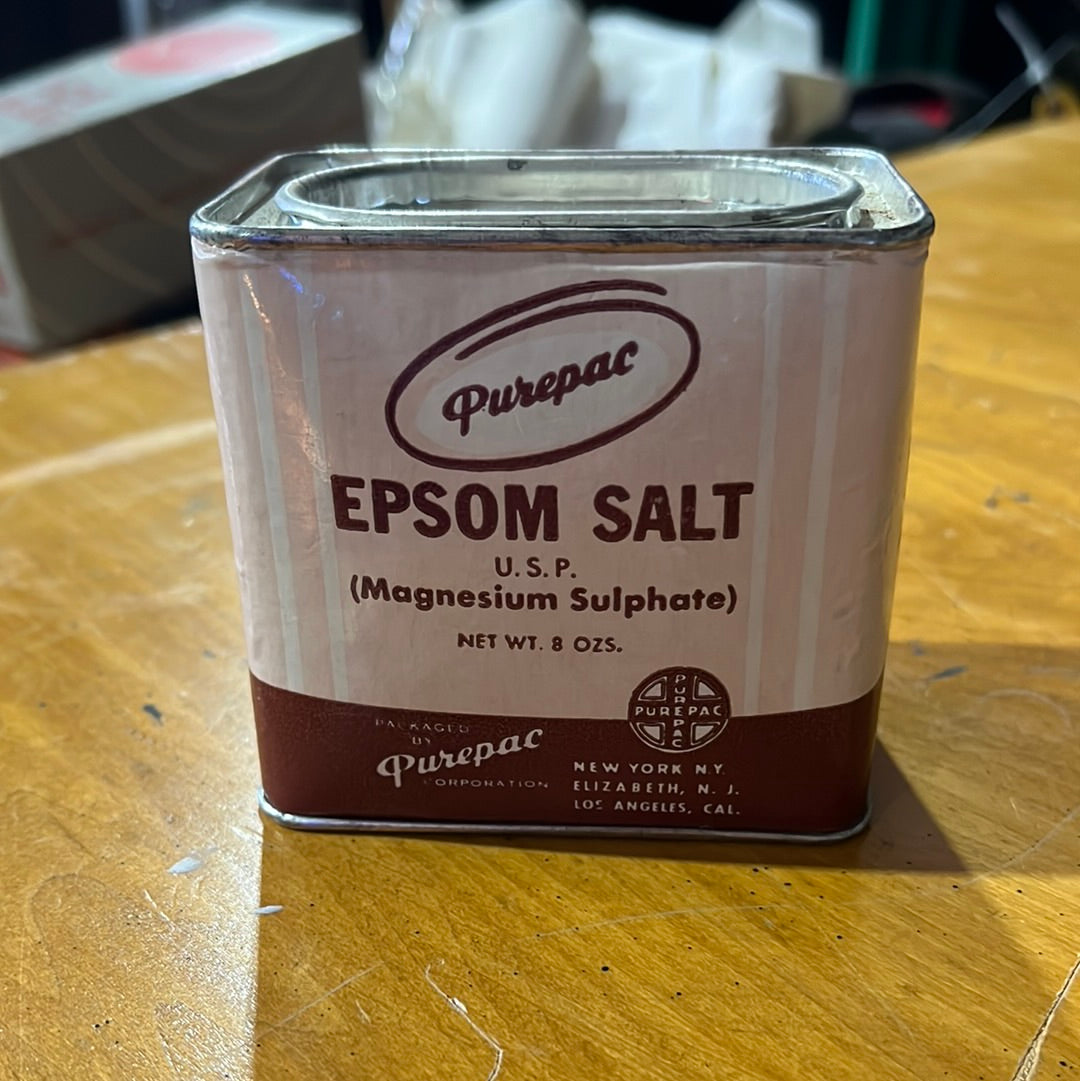 Purepac
EPSOM SALT
U.S.P.
(Magnesium Sulphate)
NET WT. 8 OZS.
PUREPAC
PUREPAC
PACKAGED
BY
Purepac
CORPORATION
NEW YORK N.Y.
ELIZABETH, N. J.
LOS ANGELES, CAL.